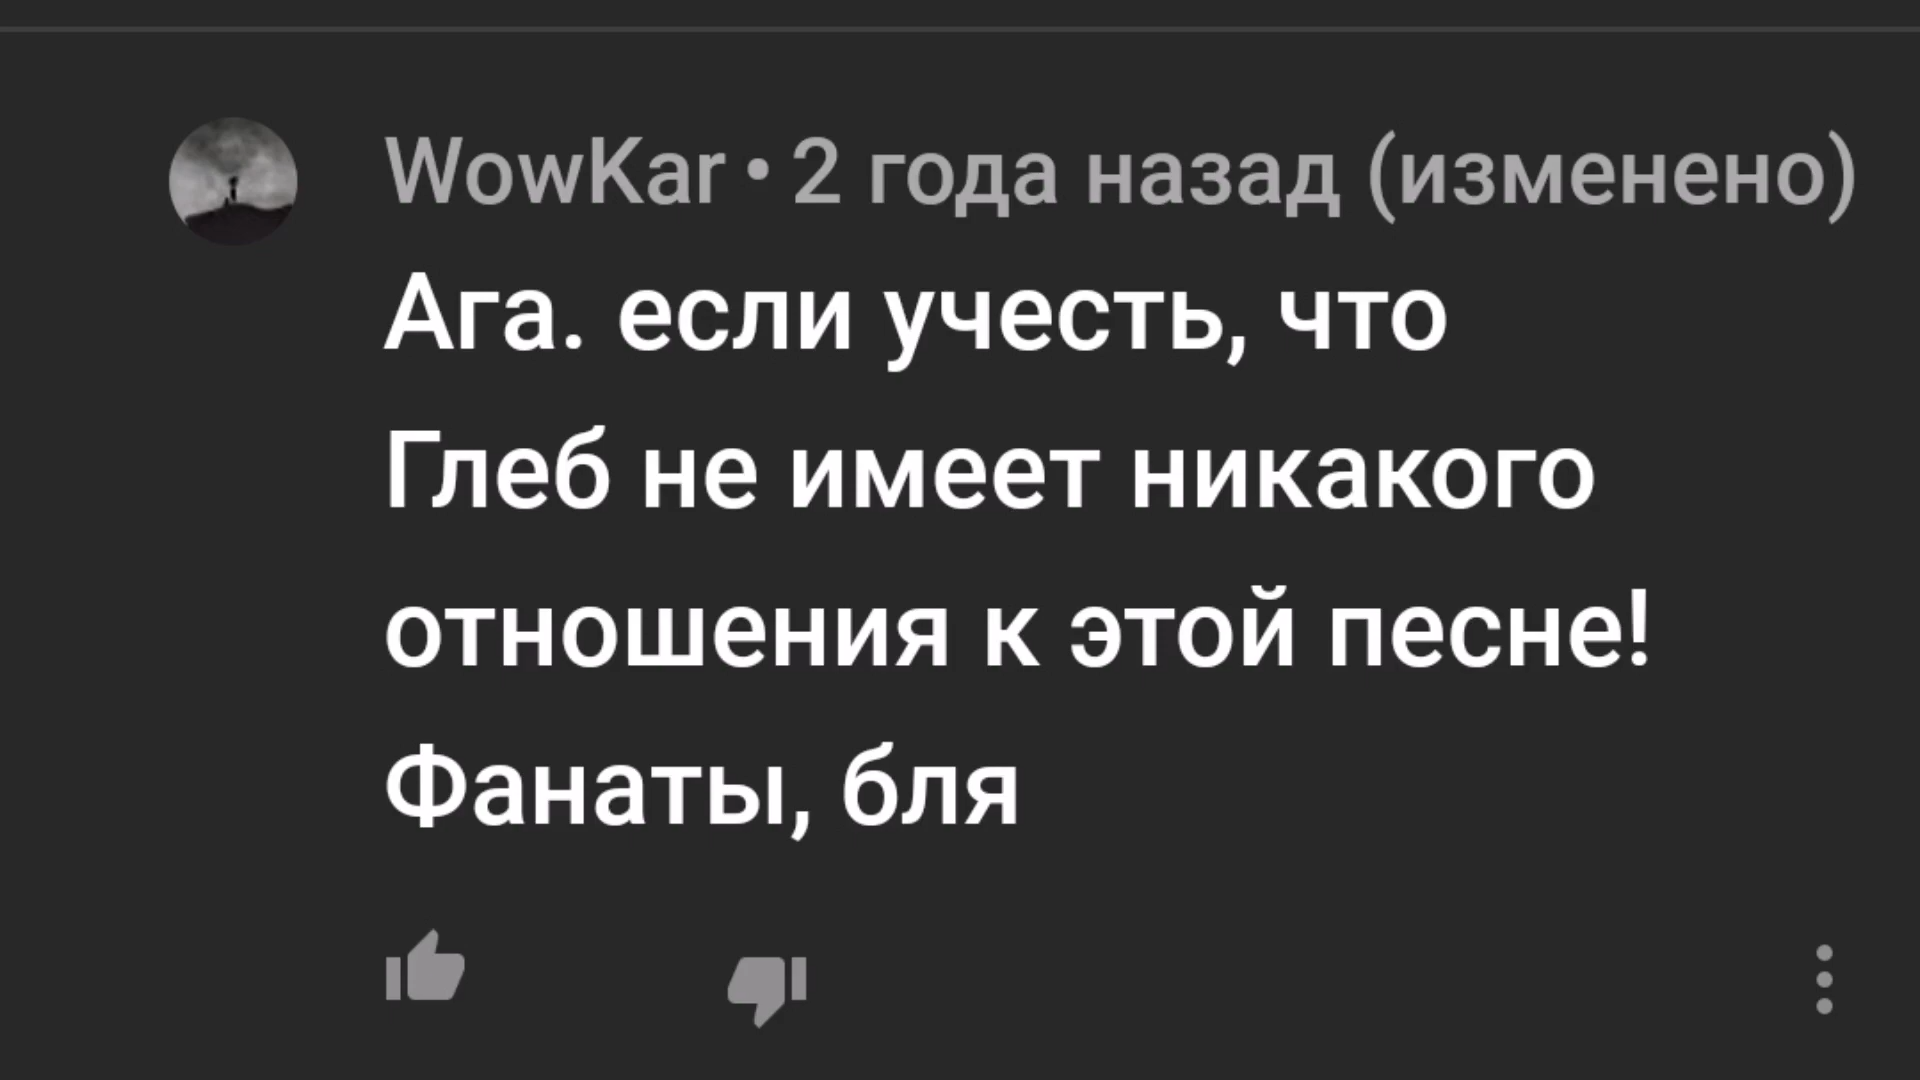 WowKar • 2 года назад (изменено)
Ага. если учесть, что
Глеб не имеет никакого
отношения к этой песне!
Фанаты, бля